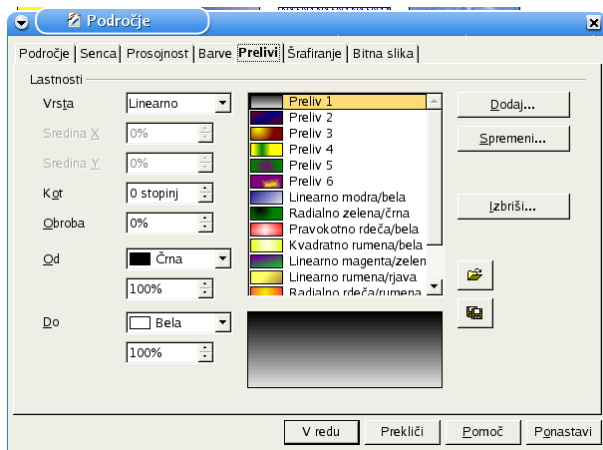 Področje
Področje Senca Prosojnost Barve Prelivi Šrafiranje Bitna slika
Lastnosti
Vrsta
Linearno
Sredina X
0%
Sredina Y
0%
Kot
0 stopinj
Obroba
0%
Od
Črna
100%
Do
Bela
100%
Preliv 1
Preliv 2
Preliv 3
Preliv 4
Preliv 5
Preliv 6
Linearno modra/bela
Radialno zelena/črna
Pravokotno rdeča/bela
Kvadratno rumena/bela
Linearno magenta/zelen
Linearno rumena/rjava
Radialno rdeča/rumena
Dodaj...
Spremeni...
Izbriši...
V redu
Prekliči
Pomoč
Ponastavi